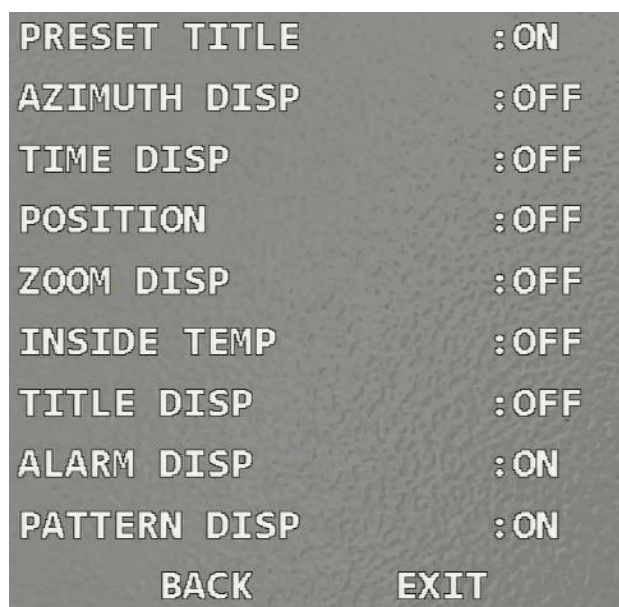 PRESET TITLE :ON
AZIMUTH DISP :OFF
TIME DISP :OFF
POSITION :OFF
ZOOM DISP :OFF
INSIDE TEMP :OFF
TITLE DISP :OFF
ALARM DISP :ON
PATTERN DISP :ON
BACK EXIT